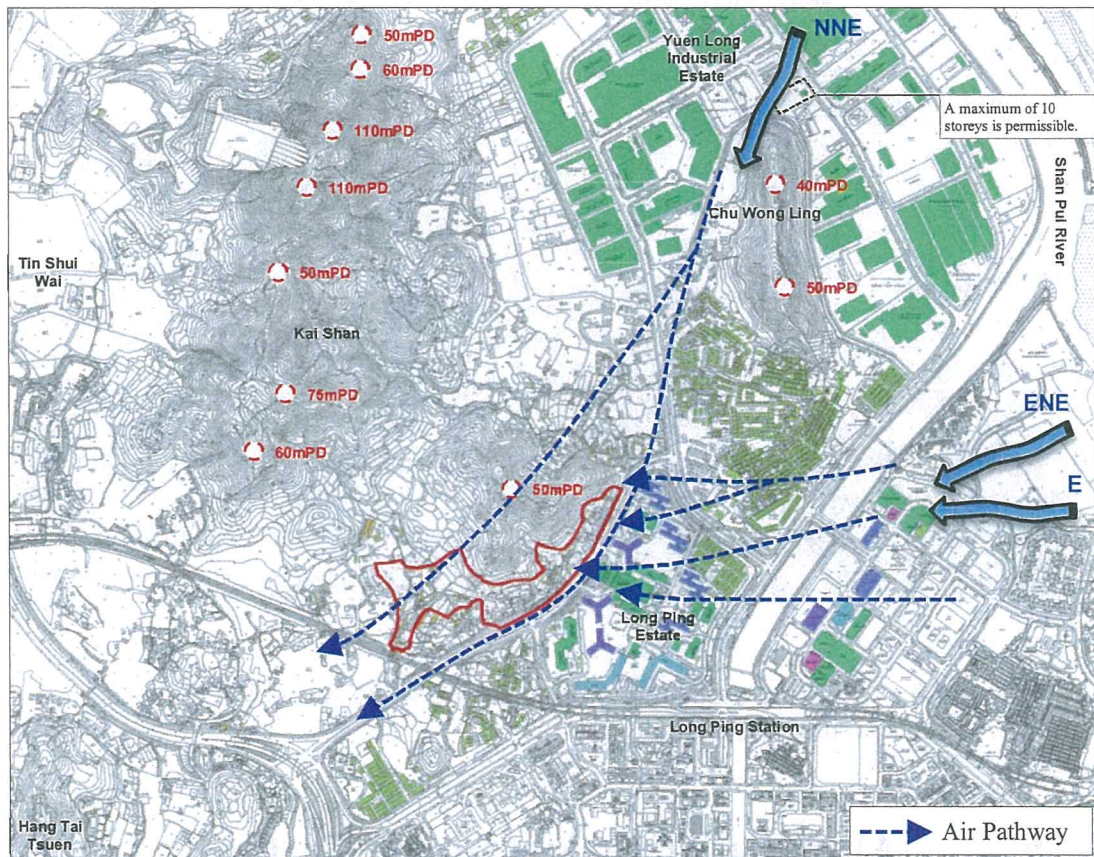 50mPD
60mPD
110mPD
110mPD
50mPD
75mPD
60mPD
50mPD
Tin Shui
Wai
Kai Shan
Yuen Long
Industrial
Estate
NNE
A maximum of 10
storeys is permissible.
40mPD
Chu Wong Ling
50mPD
Shan Pui River
ENE
E
Long Ping
Estate
Long Ping Station
Hang Tai
Tsuen
Air Pathway